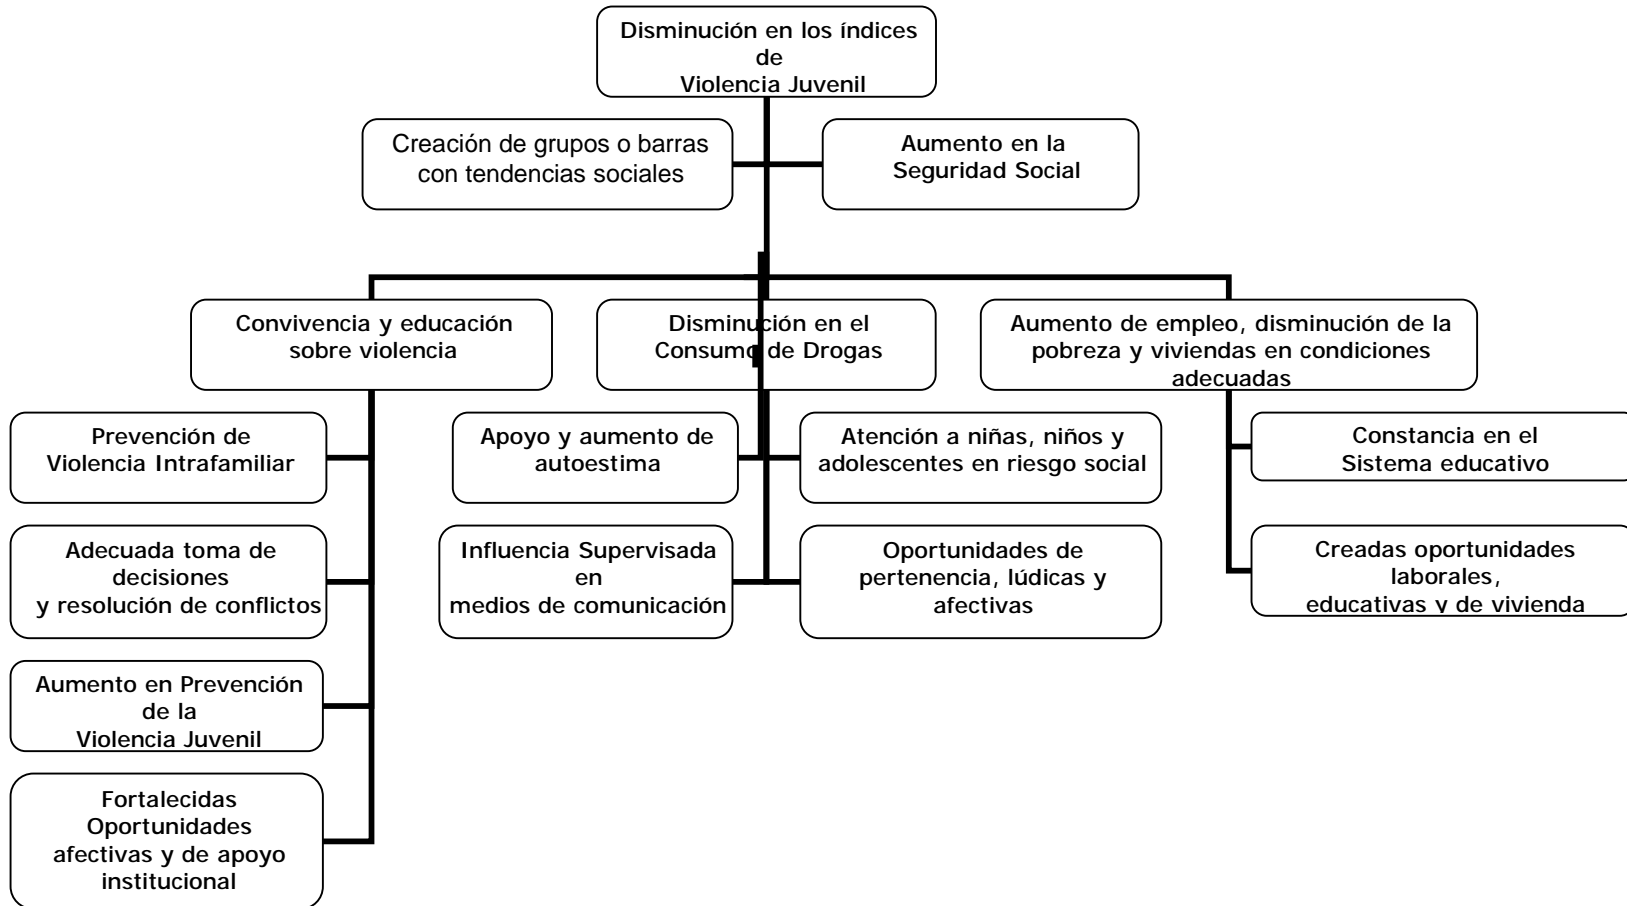 Disminución en los índices
de
Violencia Juvenil
Creación de grupos o barras
con tendencias sociales
Aumento en la
Seguridad Social
Convivencia y educación
sobre violencia
Disminución en el
Consumo de Drogas
Aumento de empleo, disminución de la
pobreza y viviendas en condiciones
adecuadas
Prevención de
Violencia Intrafamiliar
Adecuada toma de
decisiones
y resolución de conflictos
Aumento en Prevención
de la
Violencia Juvenil
Fortalecidas
Oportunidades
afectivas y de apoyo
institucional
Apoyo y aumento de
autoestima
Influencia Supervisada
en
medios de comunicación
Atención a niñas, niños y
adolescentes en riesgo social
Oportunidades de
pertenencia, lúdicas y
afectivas
Constancia en el
Sistema educativo
Creadas oportunidades
laborales,
educativas y de vivienda